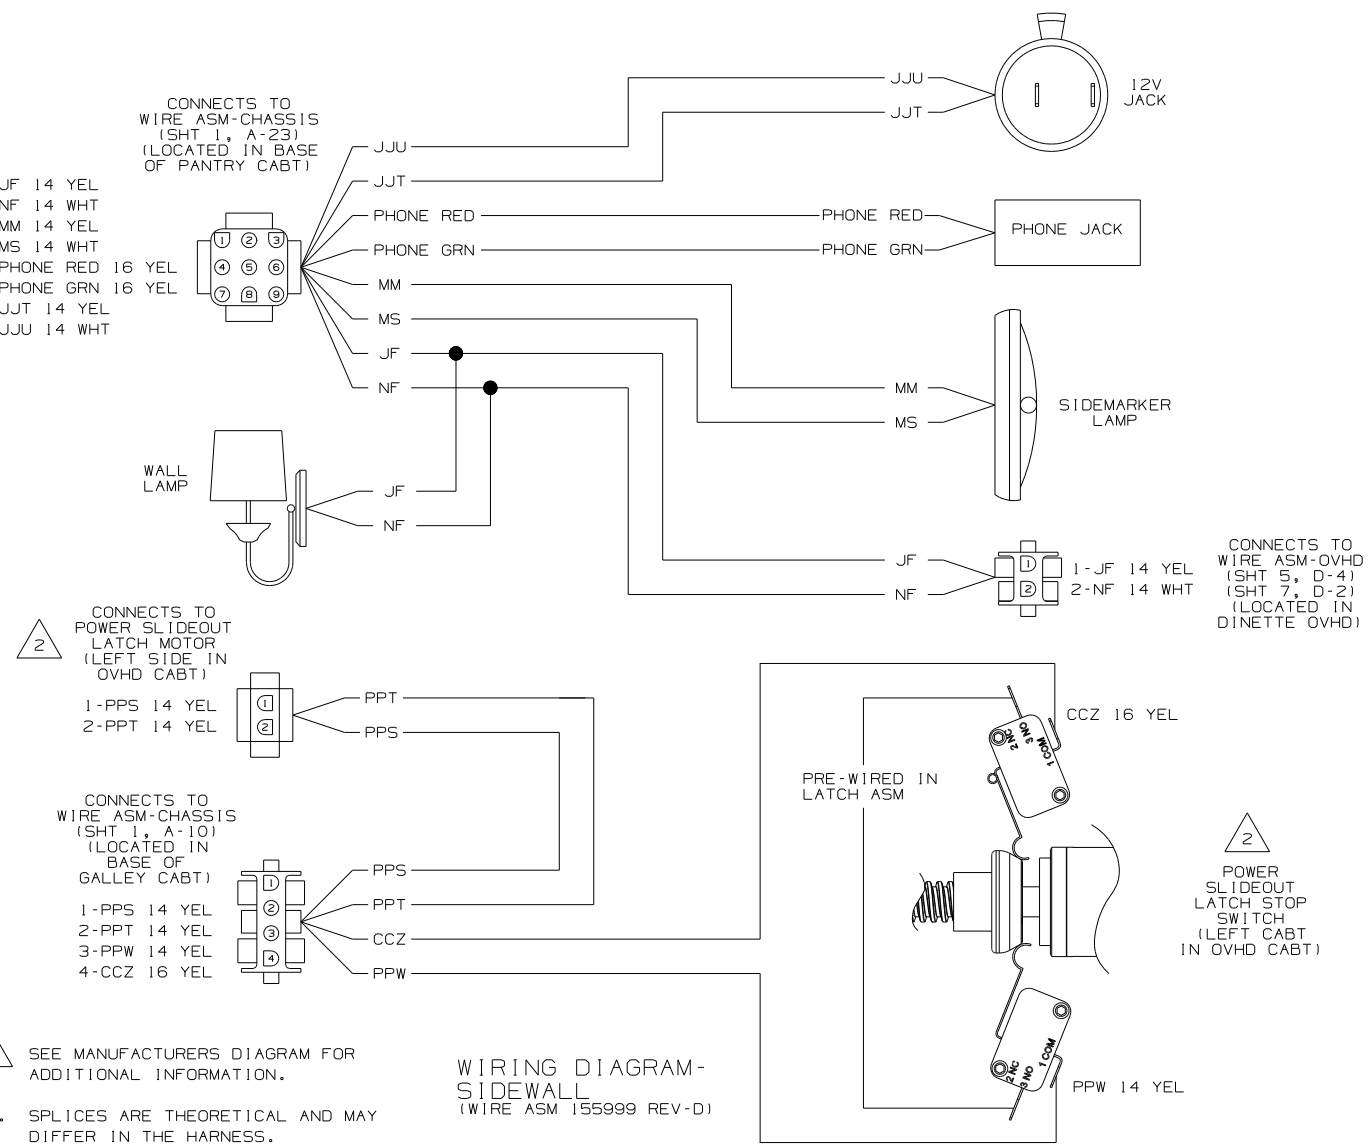 12V
JACK
JJU
JJT
CONNECTS TO
WIRE ASM-CHASSIS
(SHT 1, A-23)
(LOCATED IN BASE
OF PANTRY CABT)
JF 14 YEL
NF 14 WHT
MM 14 YEL
MS 14 WHT
PHONE RED 16 YEL
PHONE GRN 16 YEL
JJT 14 YEL
JJU 14 WHT
1 2 3
4 5 6
7 8 9
JJU
JJT
PHONE RED
PHONE GRN
MM
MS
JF
NF
PHONE RED
PHONE GRN
PHONE JACK
MM
MS
SIDEMARKER
LAMP
WALL
LAMP
JF
NF
JF
NF
1
2
1-JF 14 YEL
2-NF 14 WHT
CONNECTS TO
WIRE ASM-OVHD
(SHT 5, D-4)
(SHT 7, D-2)
(LOCATED IN
DINETTE OVHD)
2
CONNECTS TO
POWER SLIDEOUT
LATCH MOTOR
(LEFT SIDE IN
OVHD CABT)
1-PPS 14 YEL
2-PPT 14 YEL
1
2
PPT
PPS
CONNECTS TO
WIRE ASM-CHASSIS
(SHT 1, A-10)
(LOCATED IN
BASE OF
GALLEY CABT)
1-PPS 14 YEL
2-PPT 14 YEL
3-PPW 14 YEL
4-CCZ 16 YEL
1
2
3
4
PPS
PPT
CCZ
PPW
PRE-WIRED IN
LATCH ASM
2 NC
3 NO
1 COM
CCZ 16 YEL
2
POWER
SLIDEOUT
LATCH STOP
SWITCH
(LEFT CABT
IN OVHD CABT)
2 NC
3 NO
1 COM
PPW 14 YEL
SEE MANUFACTURERS DIAGRAM FOR
ADDITIONAL INFORMATION.
. SPLICES ARE THEORETICAL AND MAY
DIFFER IN THE HARNESS.
WIRING DIAGRAM-
SIDEWALL
(WIRE ASM 155999 REV-D)